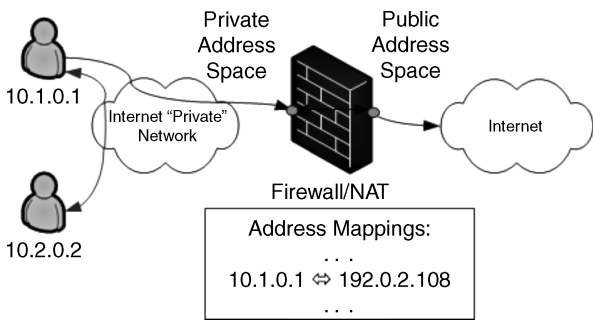 Private
Address
Space
Public
Address
Space
10.1.0.1
Internet “Private”
Network
Internet
10.2.0.2
Firewall/NAT
Address Mappings:
. . .
10.1.0.1 ⇔ 192.0.2.108
. . .